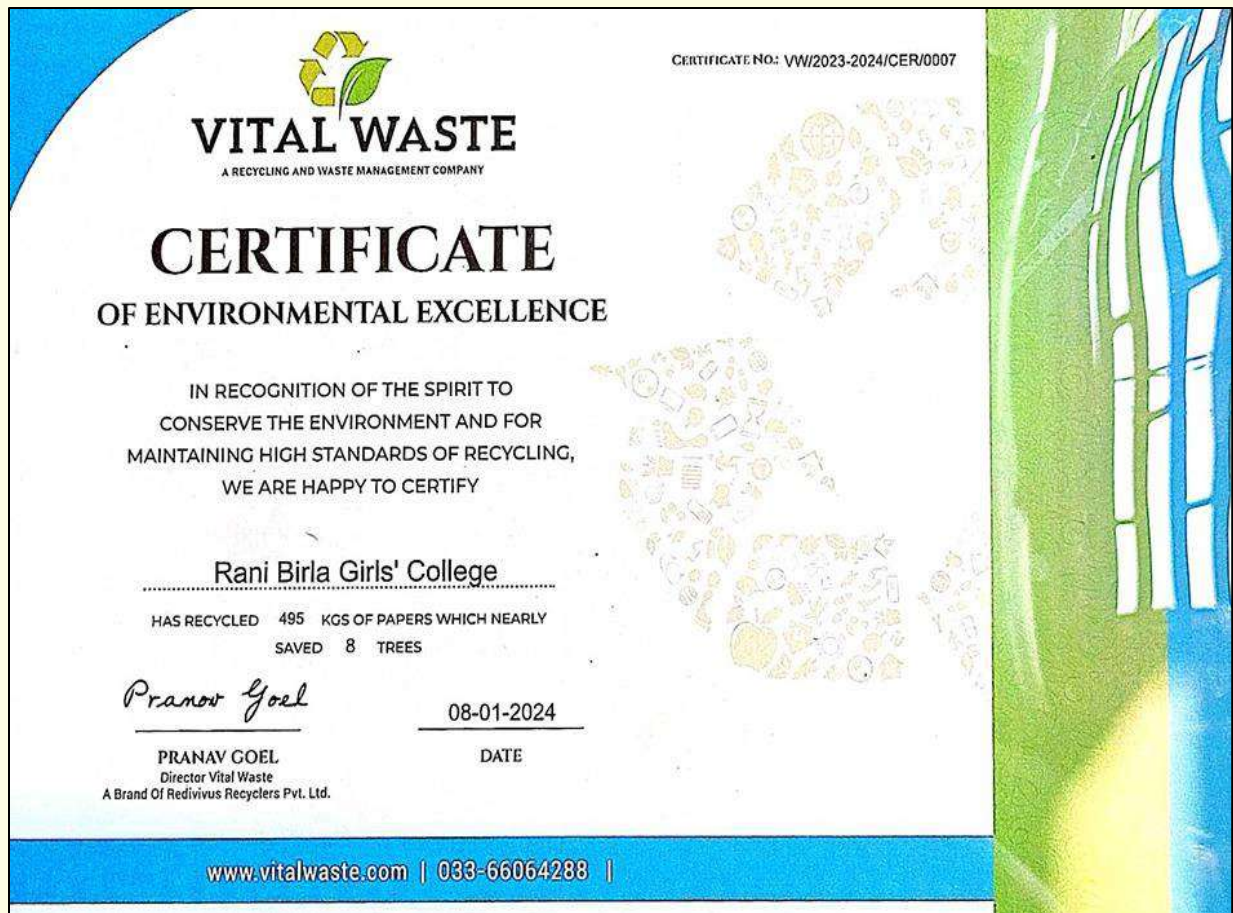 CERTIFICATE NO.: VW/2023-2024/CER/0007
VITAL WASTE
A RECYCLING AND WASTE MANAGEMENT COMPANY
CERTIFICATE
OF ENVIRONMENTAL EXCELLENCE
IN RECOGNITION OF THE SPIRIT TO
CONSERVE THE ENVIRONMENT AND FOR
MAINTAINING HIGH STANDARDS OF RECYCLING,
WE ARE HAPPY TO CERTIFY
Rani Birla Girls' College
HAS RECYCLED 495 KGS OF PAPERS WHICH NEARLY
SAVED 8 TREES
Pranav Goel
08-01-2024
PRANAV GOEL
DATE
Director Vital Waste
A Brand Of Redivivus Recyclers Pvt. Ltd.
www.vitalwaste.com | 033-66064288 |